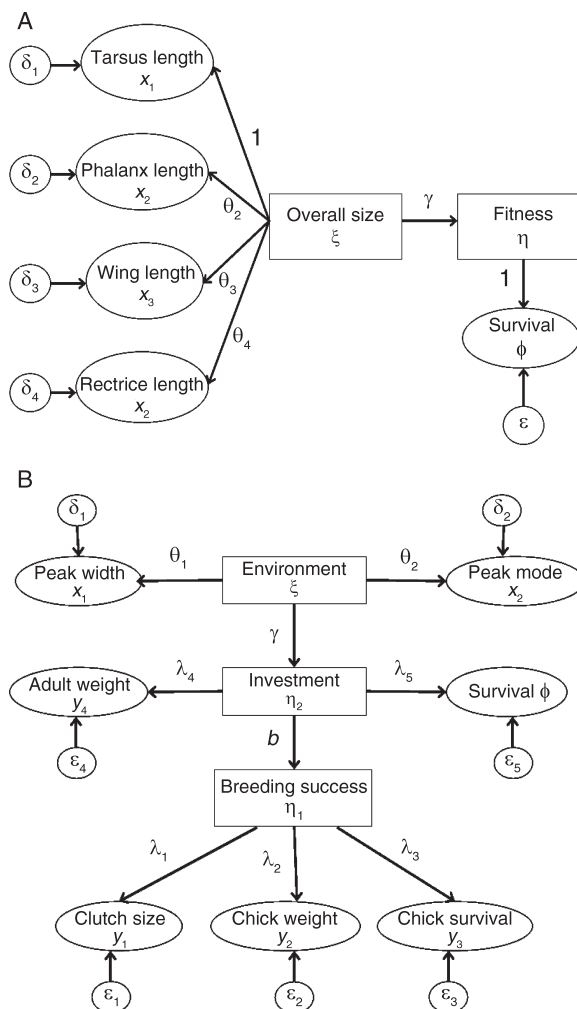 A
δ1
Tarsus length
x1
1
δ2
Phalanx length
x2
θ2
Overall size
ξ
γ
Fitness
η
δ3
Wing length
x3
θ3
1
Survival
ϕ
θ4
δ4
Rectrice length
x2
ε
B
δ1
δ2
Peak width
x1
θ1
Environment
ξ
θ2
Peak mode
x2
γ
Adult weight
y4
λ4
Investment
η2
λ5
Survival ϕ
ε4
b
ε5
Breeding success
η1
λ1
λ2
λ3
Clutch size
y1
Chick weight
y2
Chick survival
y3
ε1
ε2
ε3